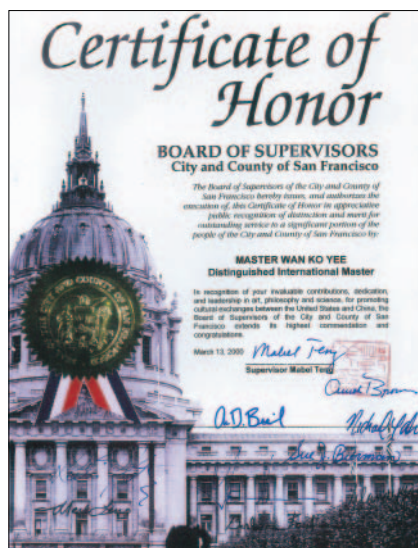 Certificate of
Honor
BOARD OF SUPERVISORS
City and County of San Francisco
The Board of Supervisors of the City and County of
San Francisco hereby issues, and authorizes the
execution of, this Certificate of Honor in appreciative
public recognition of distinction and merit for
outstanding service to a significant portion of the
people of the City and County of San Francisco by:
MASTER WAN KO YEE
Distinguished International Master
In recognition of your invaluable contributions, dedication,
and leadership in art, philosophy and science, for promoting
cultural exchanges between the United States and China, the
Board of Supervisors of the City and County of San
Francisco extends its highest commendation and
congratulations.
March 13, 2000
Mabel Teng
Supervisor Mabel Teng
COUNTY OF